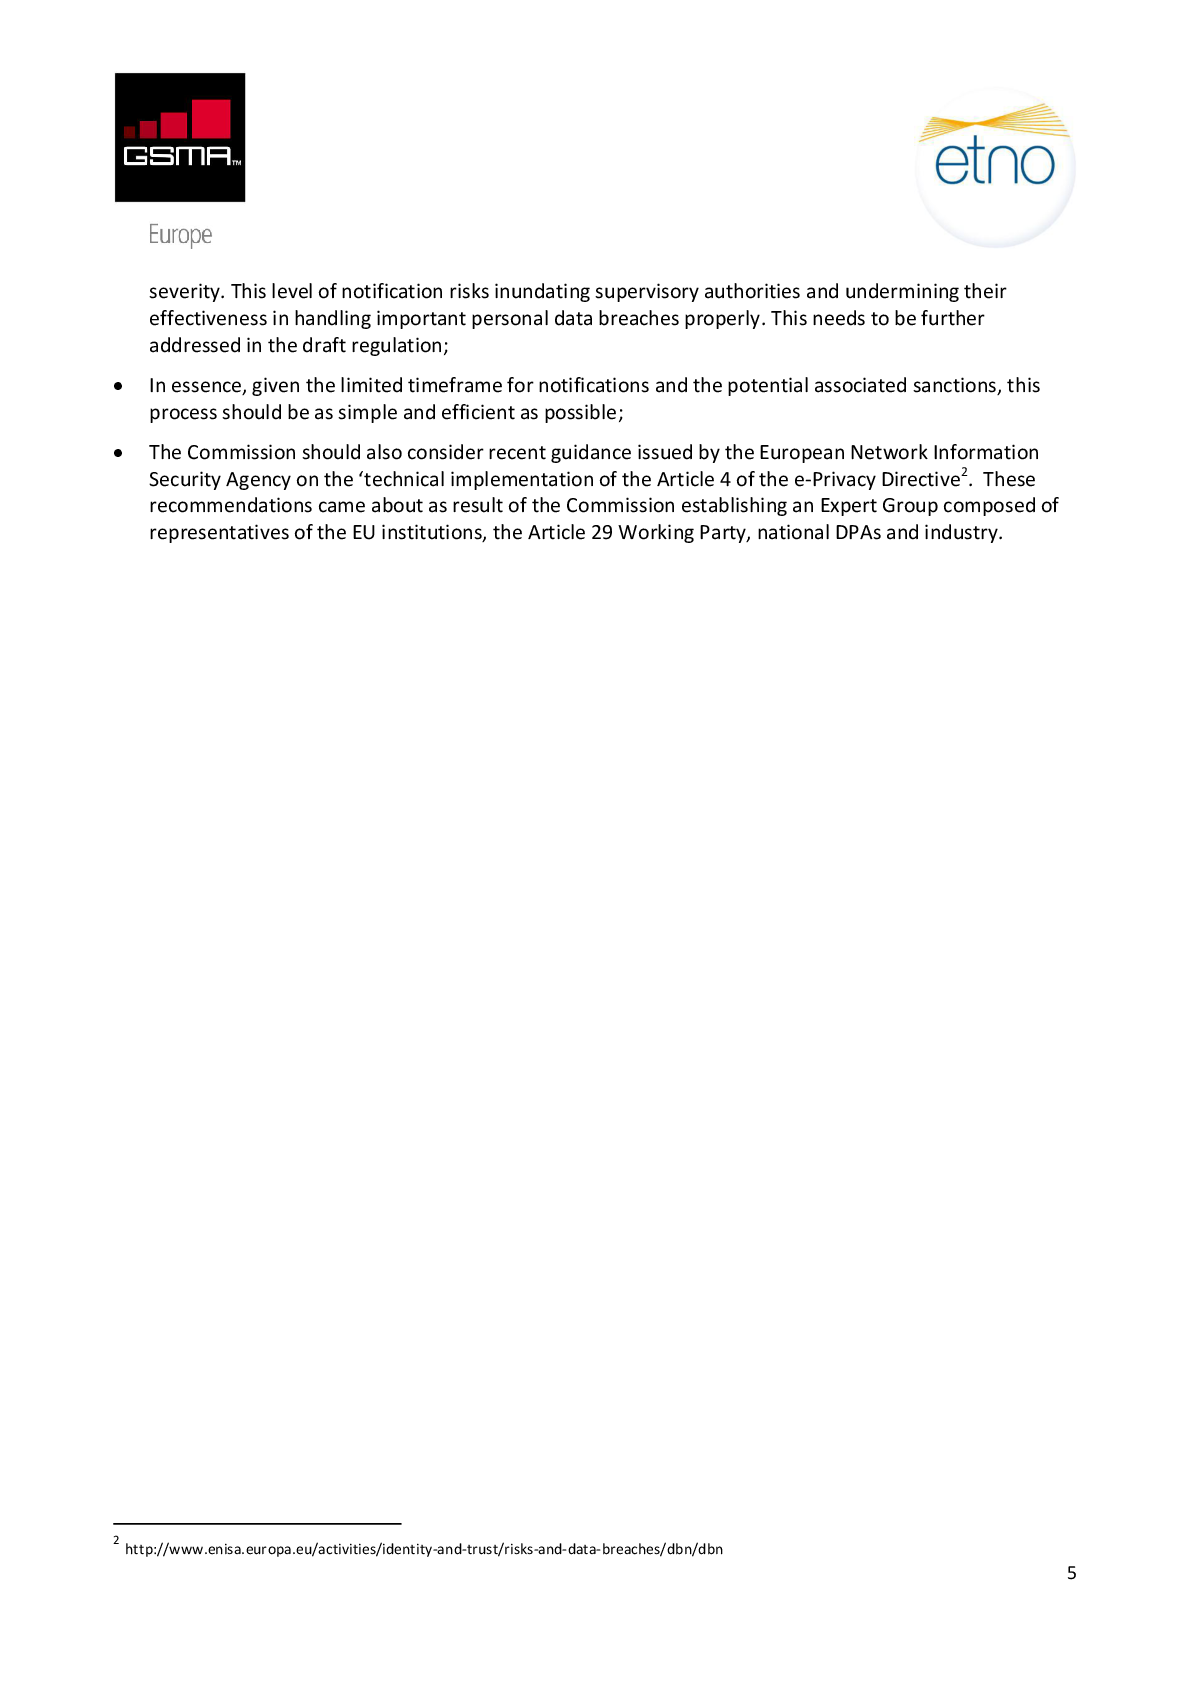 GSMA™
etno
Europe
severity. This level of notification risks inundating supervisory authorities and undermining their
effectiveness in handling important personal data breaches properly. This needs to be further
addressed in the draft regulation;
• In essence, given the limited timeframe for notifications and the potential associated sanctions, this
process should be as simple and efficient as possible;
• The Commission should also consider recent guidance issued by the European Network Information
Security Agency on the ‘technical implementation of the Article 4 of the e-Privacy Directive². These
recommendations came about as result of the Commission establishing an Expert Group composed of
representatives of the EU institutions, the Article 29 Working Party, national DPAs and industry.
² http://www.enisa.europa.eu/activities/identity-and-trust/risks-and-data-breaches/dbn/dbn
5